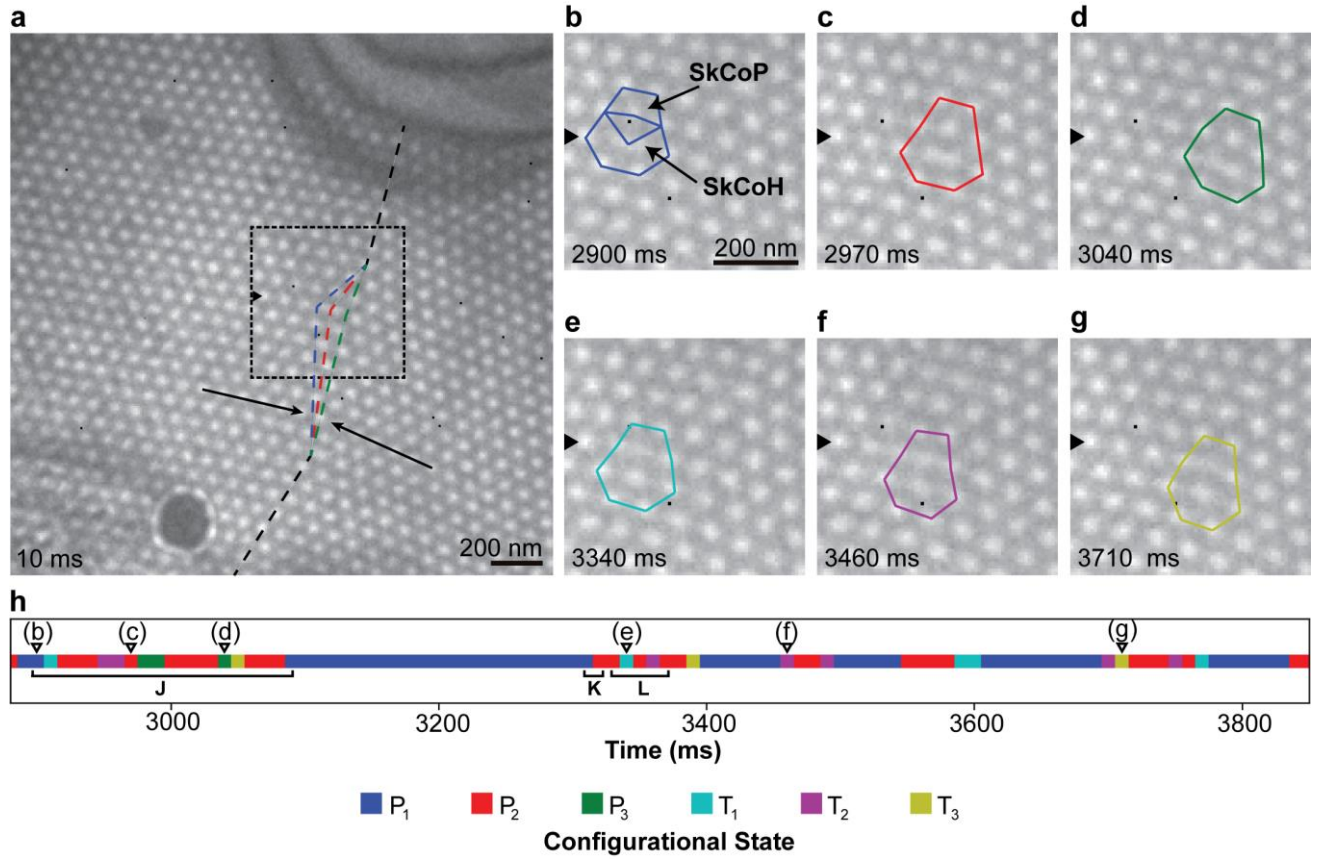 a
b
c
d
SkCoP
SkCoH
2900 ms
200 nm
2970 ms
3040 ms
10 ms
200 nm
e
f
g
3340 ms
3460 ms
3710 ms
h
(b) (c) (d) (e) (f) (g)
J K L
3000 3200 3400 3600 3800
Time (ms)
P1 P2 P3 T1 T2 T3
Configurational State